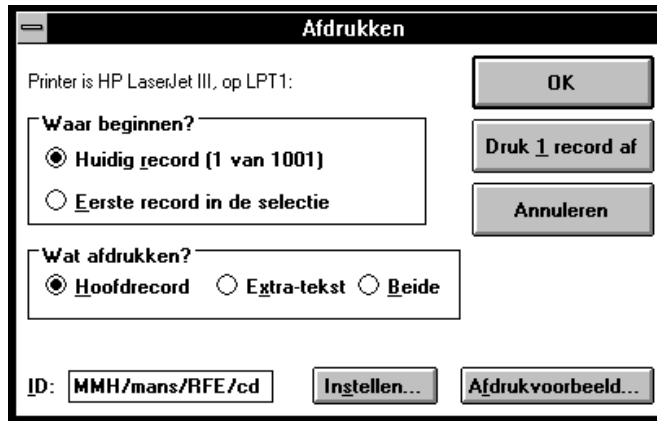 Afdrukken
Printer is HP LaserJet III, op LPT1:
OK
Waar beginnen?
Huidig record (1 van 1001)
Druk 1 record af
Eerste record in de selectie
Annuleren
Wat afdrukken?
Hoofdrecord Extra-tekst Beide
ID: MMH/mans/RFE/cd Instellen... Afdrukvoorbeeld...